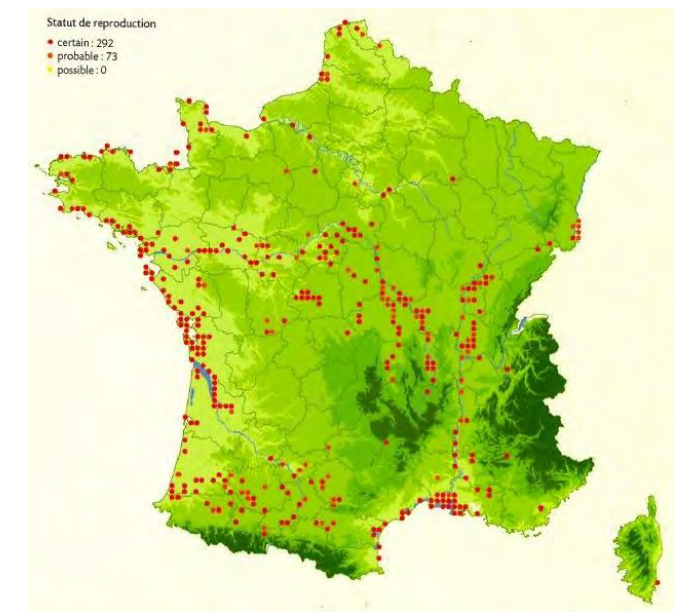 Statut de reproduction
certain : 292
probable : 73
possible : 0